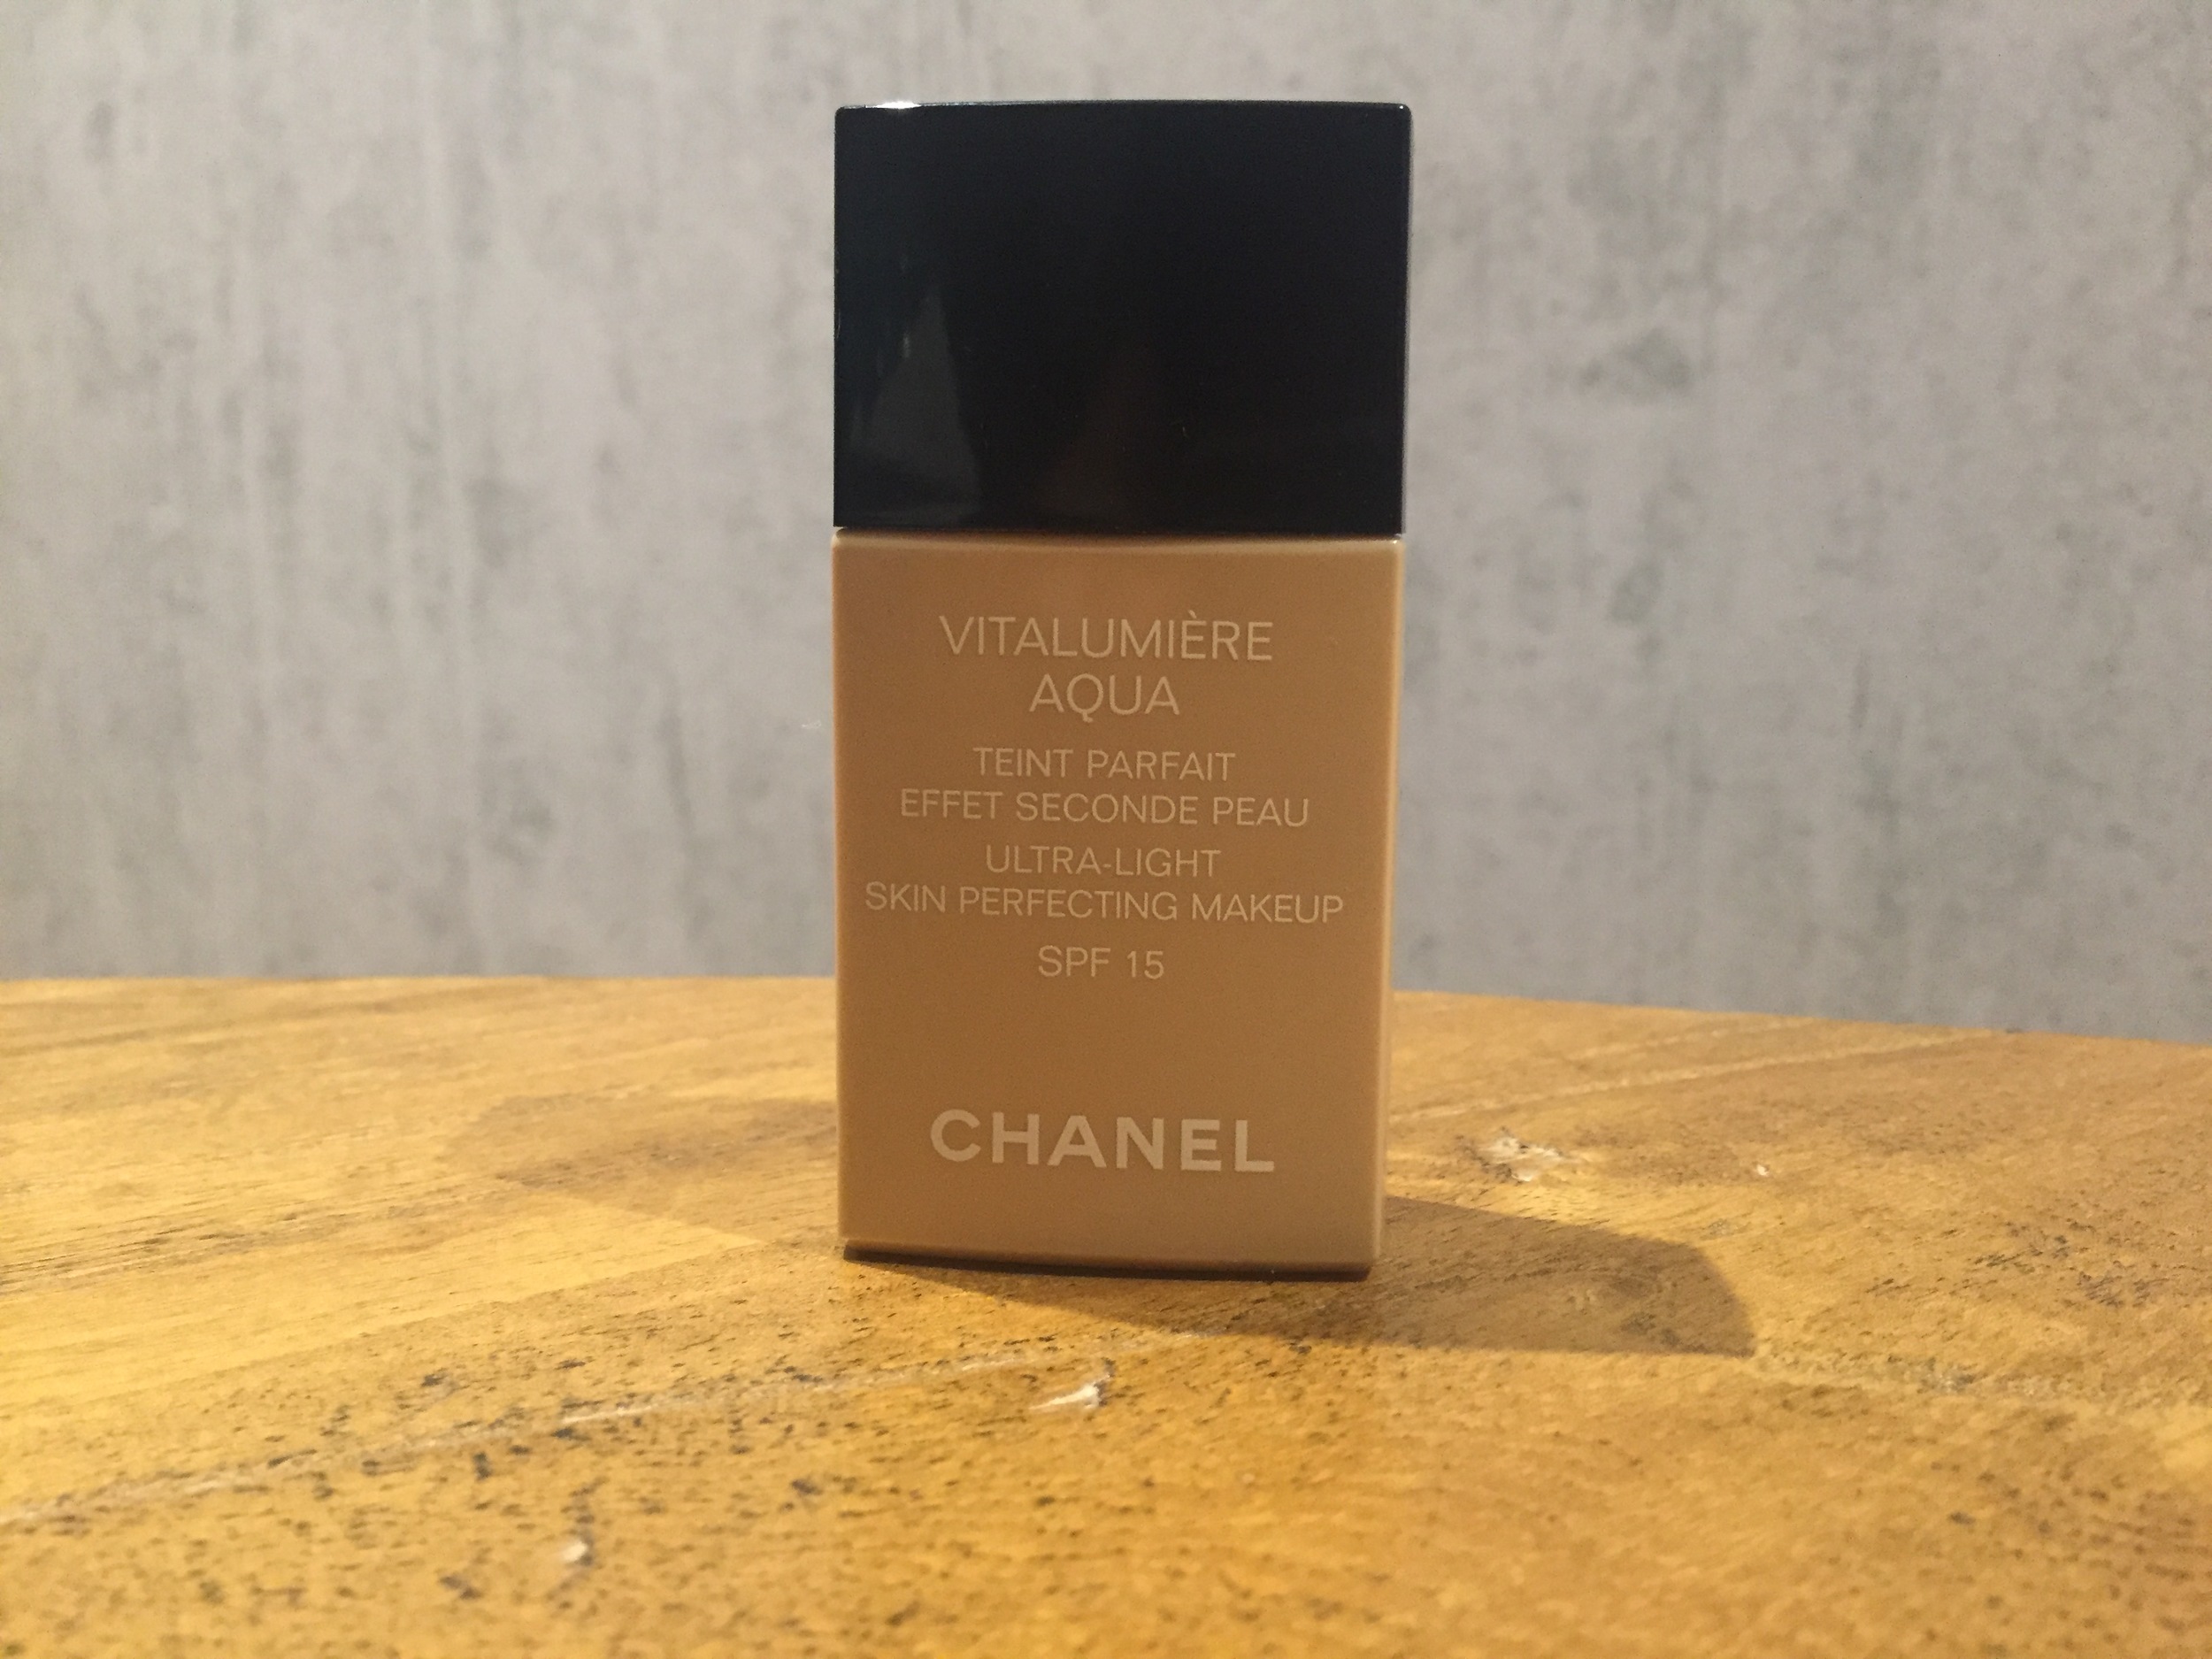 VITALUMIÈRE
AQUA
TEINT PARFAIT
EFFET SECONDE PEAU
ULTRA-LIGHT
SKIN PERFECTING MAKEUP
SPF 15
CHANEL